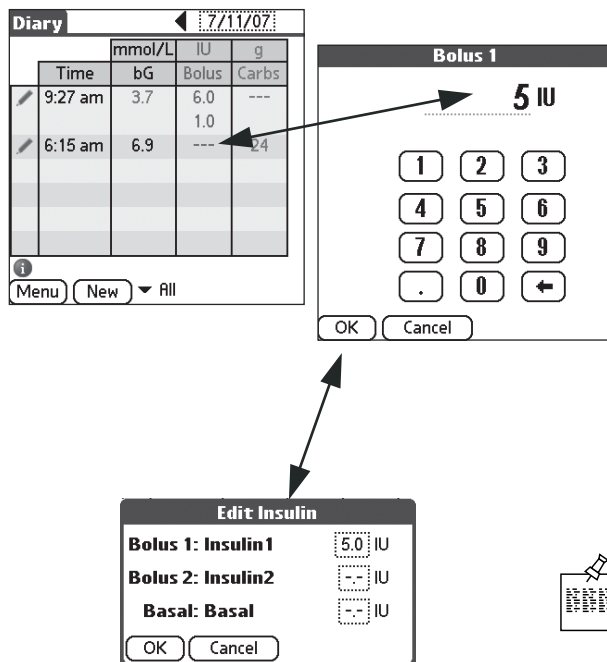 Diary 7/11/07
mmol/L IU g
Time bG Bolus Carbs
9:27 am 3.7 6.0 ---
1.0
6:15 am 6.9 --- 24
Menu New All
Bolus 1
5 IU
1 2 3
4 5 6
7 8 9
. 0
OK Cancel
Edit Insulin
Bolus 1: Insulin1 5.0 IU
Bolus 2: Insulin2 -.- IU
Basal: Basal -.- IU
OK Cancel